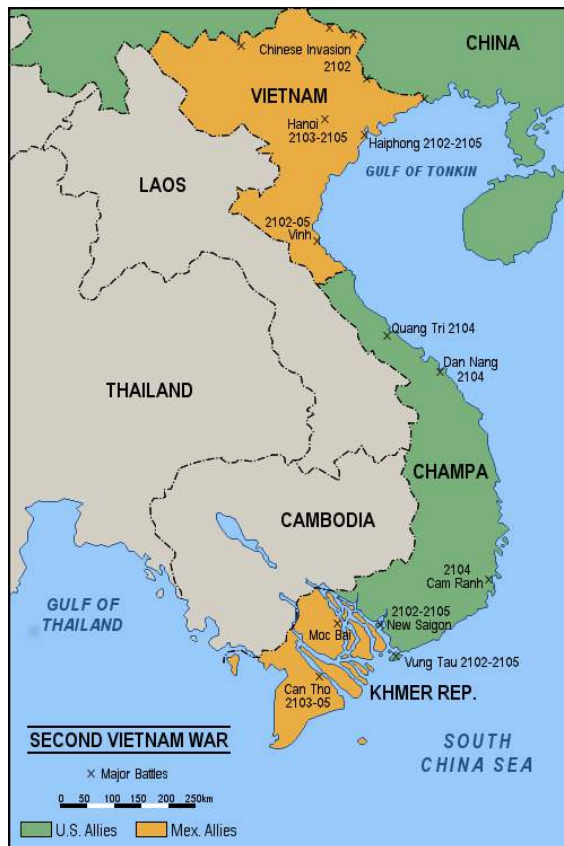 CHINA
Chinese Invasion
2102
VIETNAM
Hanoi
2103-2105
Haiphong 2102-2105
GULF OF TONKIN
LAOS
2102-05
Vinh
Quang Tri 2104
Dan Nang
2104
THAILAND
CHAMPA
CAMBODIA
2104
Cam Ranh
GULF OF
THAILAND
2102-2105
New Saigon
Moc Bai
Vung Tau 2102-2105
Can Tho
2103-05
KHMER REP.
SECOND VIETNAM WAR
SOUTH
CHINA SEA
× Major Battles
0 50 100 150 200 250km
U.S. Allies
Mex. Allies